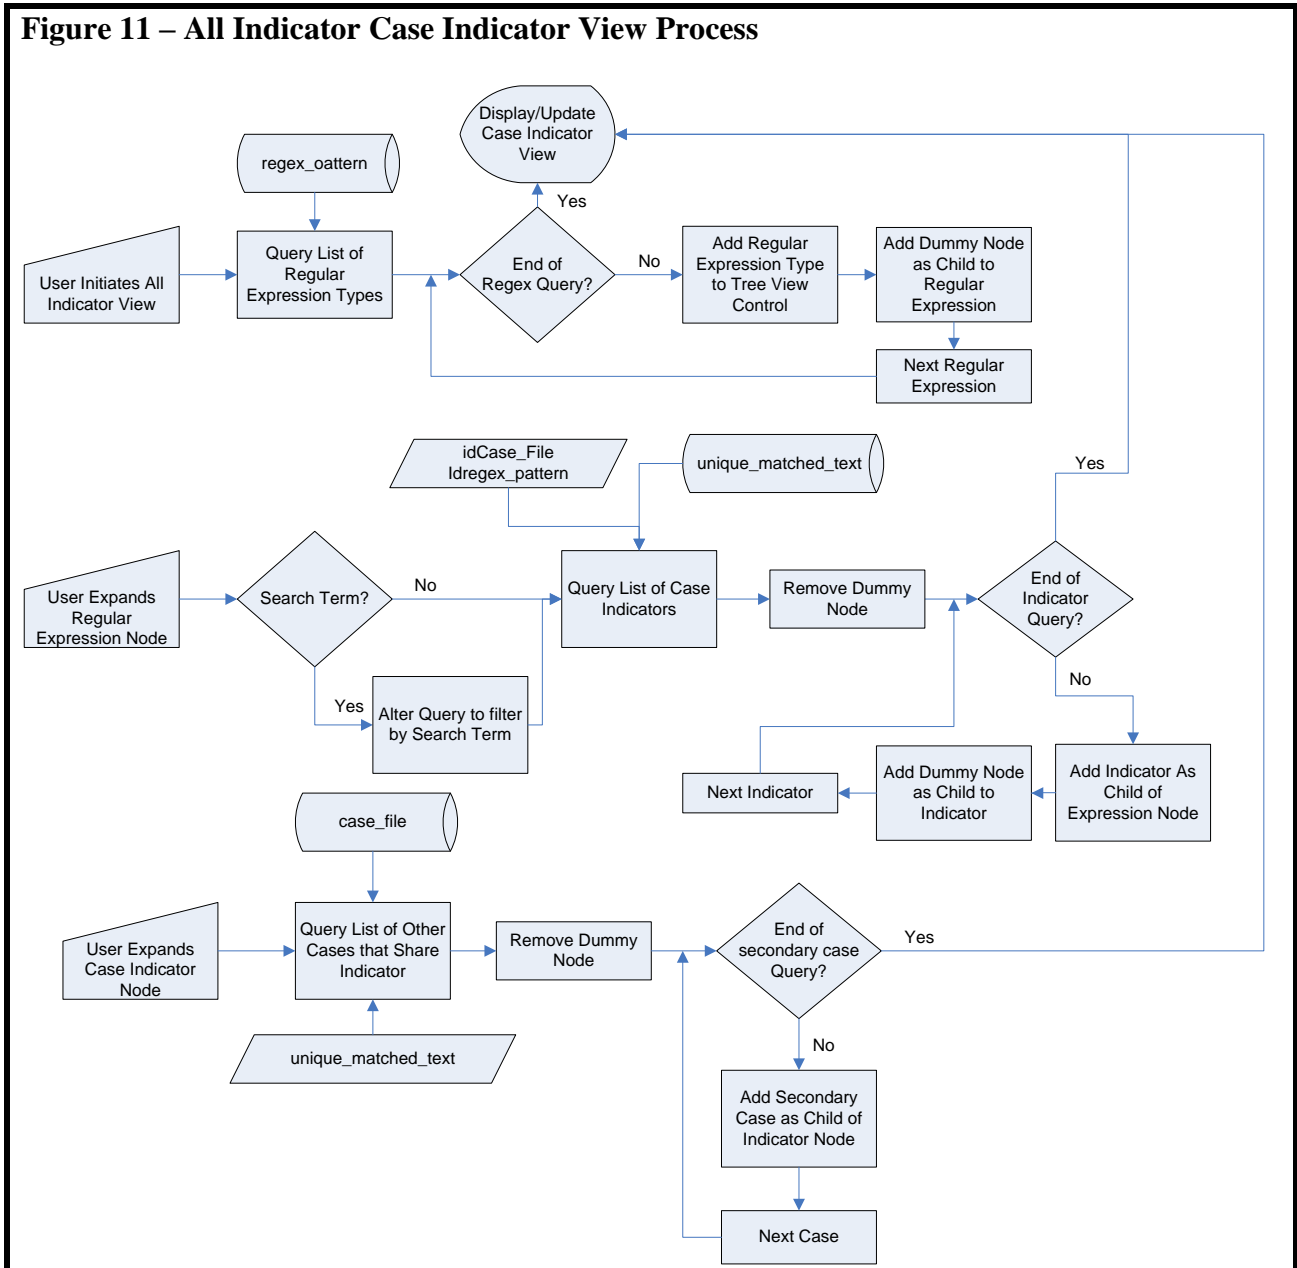 Figure 11 – All Indicator Case Indicator View Process
Display/Update
Case Indicator
View
regex_oattern
Yes
User Initiates All
Indicator View
Query List of
Regular
Expression Types
End of
Regex Query?
No
Add Regular
Expression Type
to Tree View
Control
Add Dummy Node
as Child to
Regular
Expression
Next Regular
Expression
idCase_File
Idregex_pattern
unique_matched_text
Yes
User Expands
Regular
Expression Node
Search Term?
No
Query List of Case
Indicators
Remove Dummy
Node
End of
Indicator
Query?
No
Yes
Alter Query to filter
by Search Term
Next Indicator
Add Dummy Node
as Child to
Indicator
Add Indicator As
Child of
Expression Node
case_file
User Expands
Case Indicator
Node
Query List of Other
Cases that Share
Indicator
Remove Dummy
Node
End of
secondary case
Query?
Yes
unique_matched_text
No
Add Secondary
Case as Child of
Indicator Node
Next Case